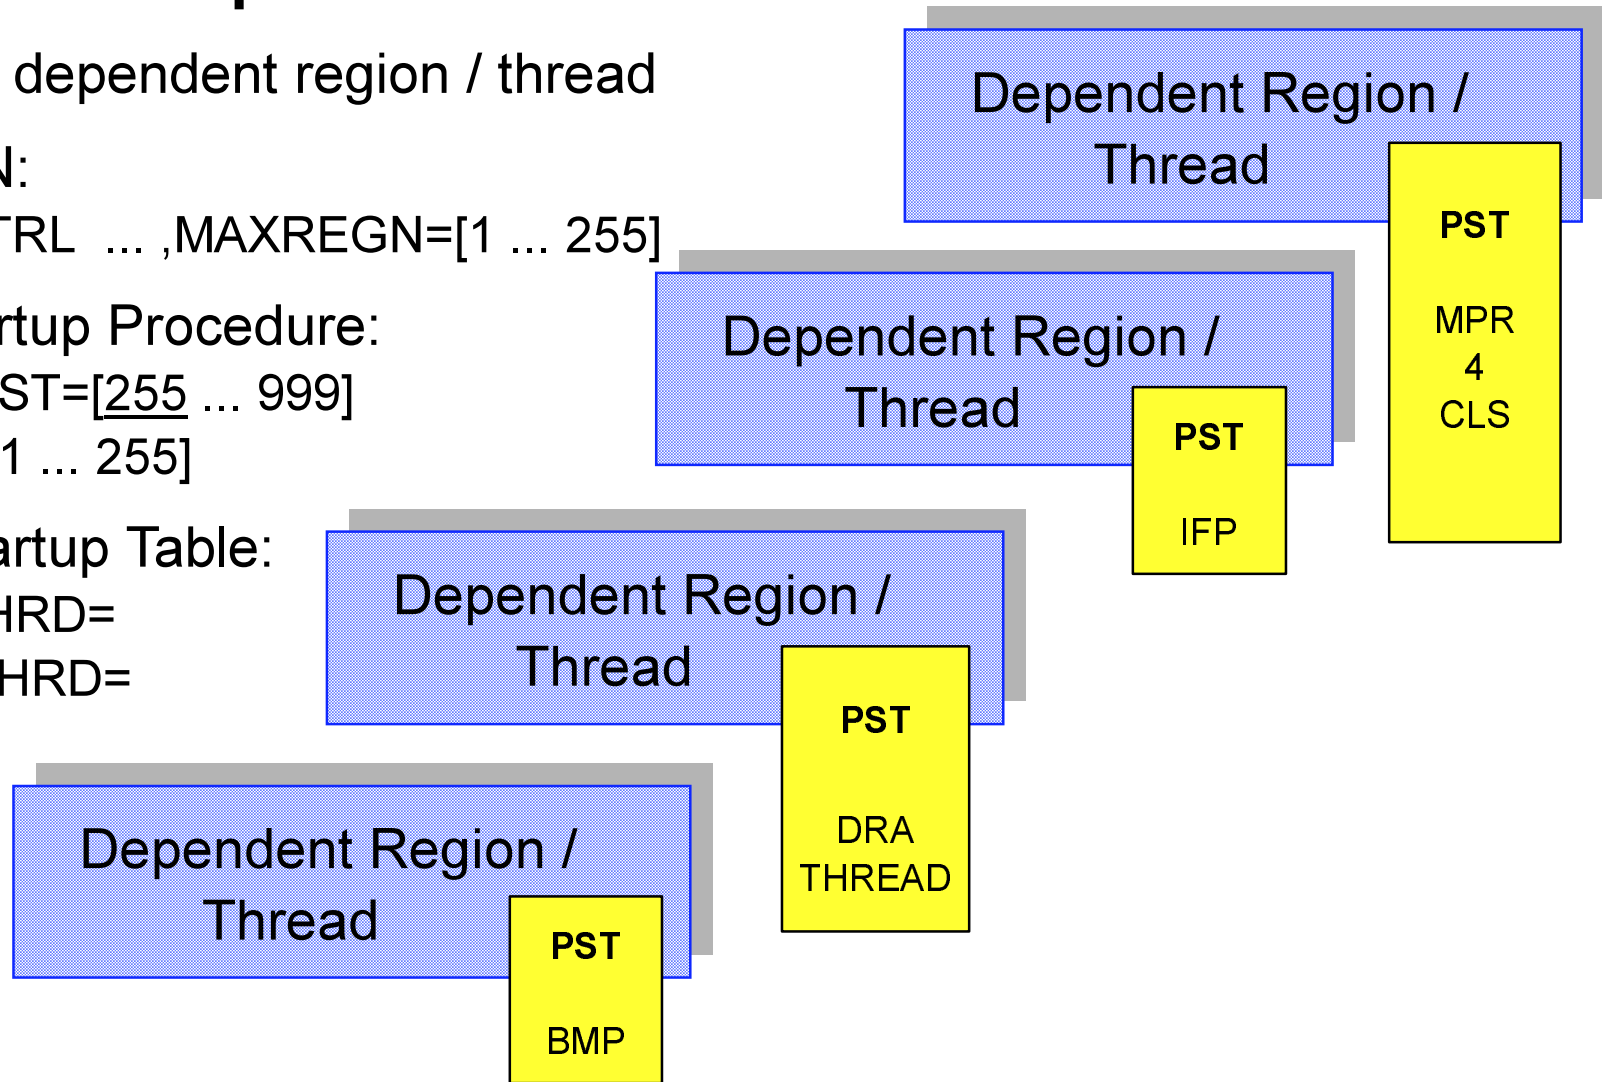 dependent region / thread
N:
TRL ... ,MAXREGN=[1 ... 255]
rtup Procedure:
ST=[255 ... 999]
1 ... 255]
artup Table:
HRD=
HRD=
Dependent Region /
Thread
PST
MPR
4
CLS
Dependent Region /
Thread
PST
IFP
Dependent Region /
Thread
PST
DRA
THREAD
Dependent Region /
Thread
PST
BMP